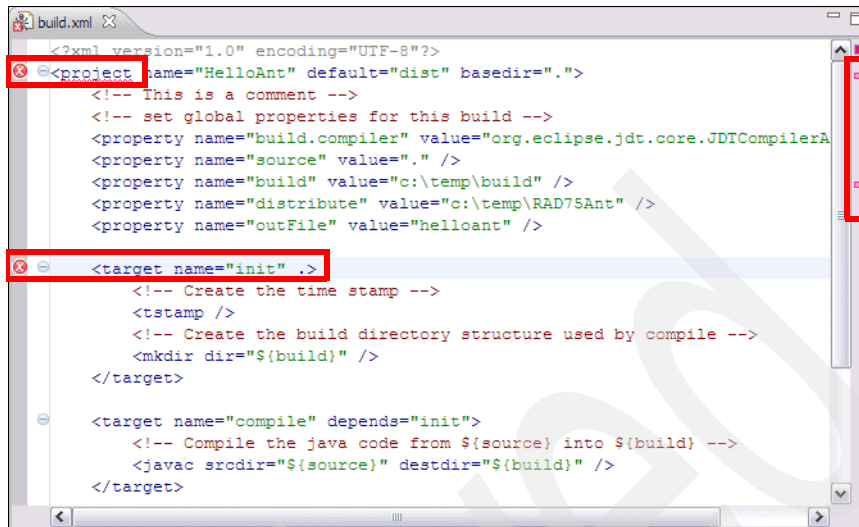 build.xml
<?xml version="1.0" encoding="UTF-8"?>
<project name="HelloAnt" default="dist" basedir=".">
<!-- This is a comment -->
<!-- set global properties for this build -->
<property name="build.compiler" value="org.eclipse.jdt.core.JDTCompilerA
<property name="source" value="." />
<property name="build" value="c:\temp\build" />
<property name="distribute" value="c:\temp\RAD75Ant" />
<property name="outFile" value="helloant" />
<target name="init" .>
<!-- Create the time stamp -->
<tstamp />
<!-- Create the build directory structure used by compile -->
<mkdir dir="${build}" />
</target>
<target name="compile" depends="init">
<!-- Compile the java code from ${source} into ${build} -->
<javac srcdir="${source}" destdir="${build}" />
</target>